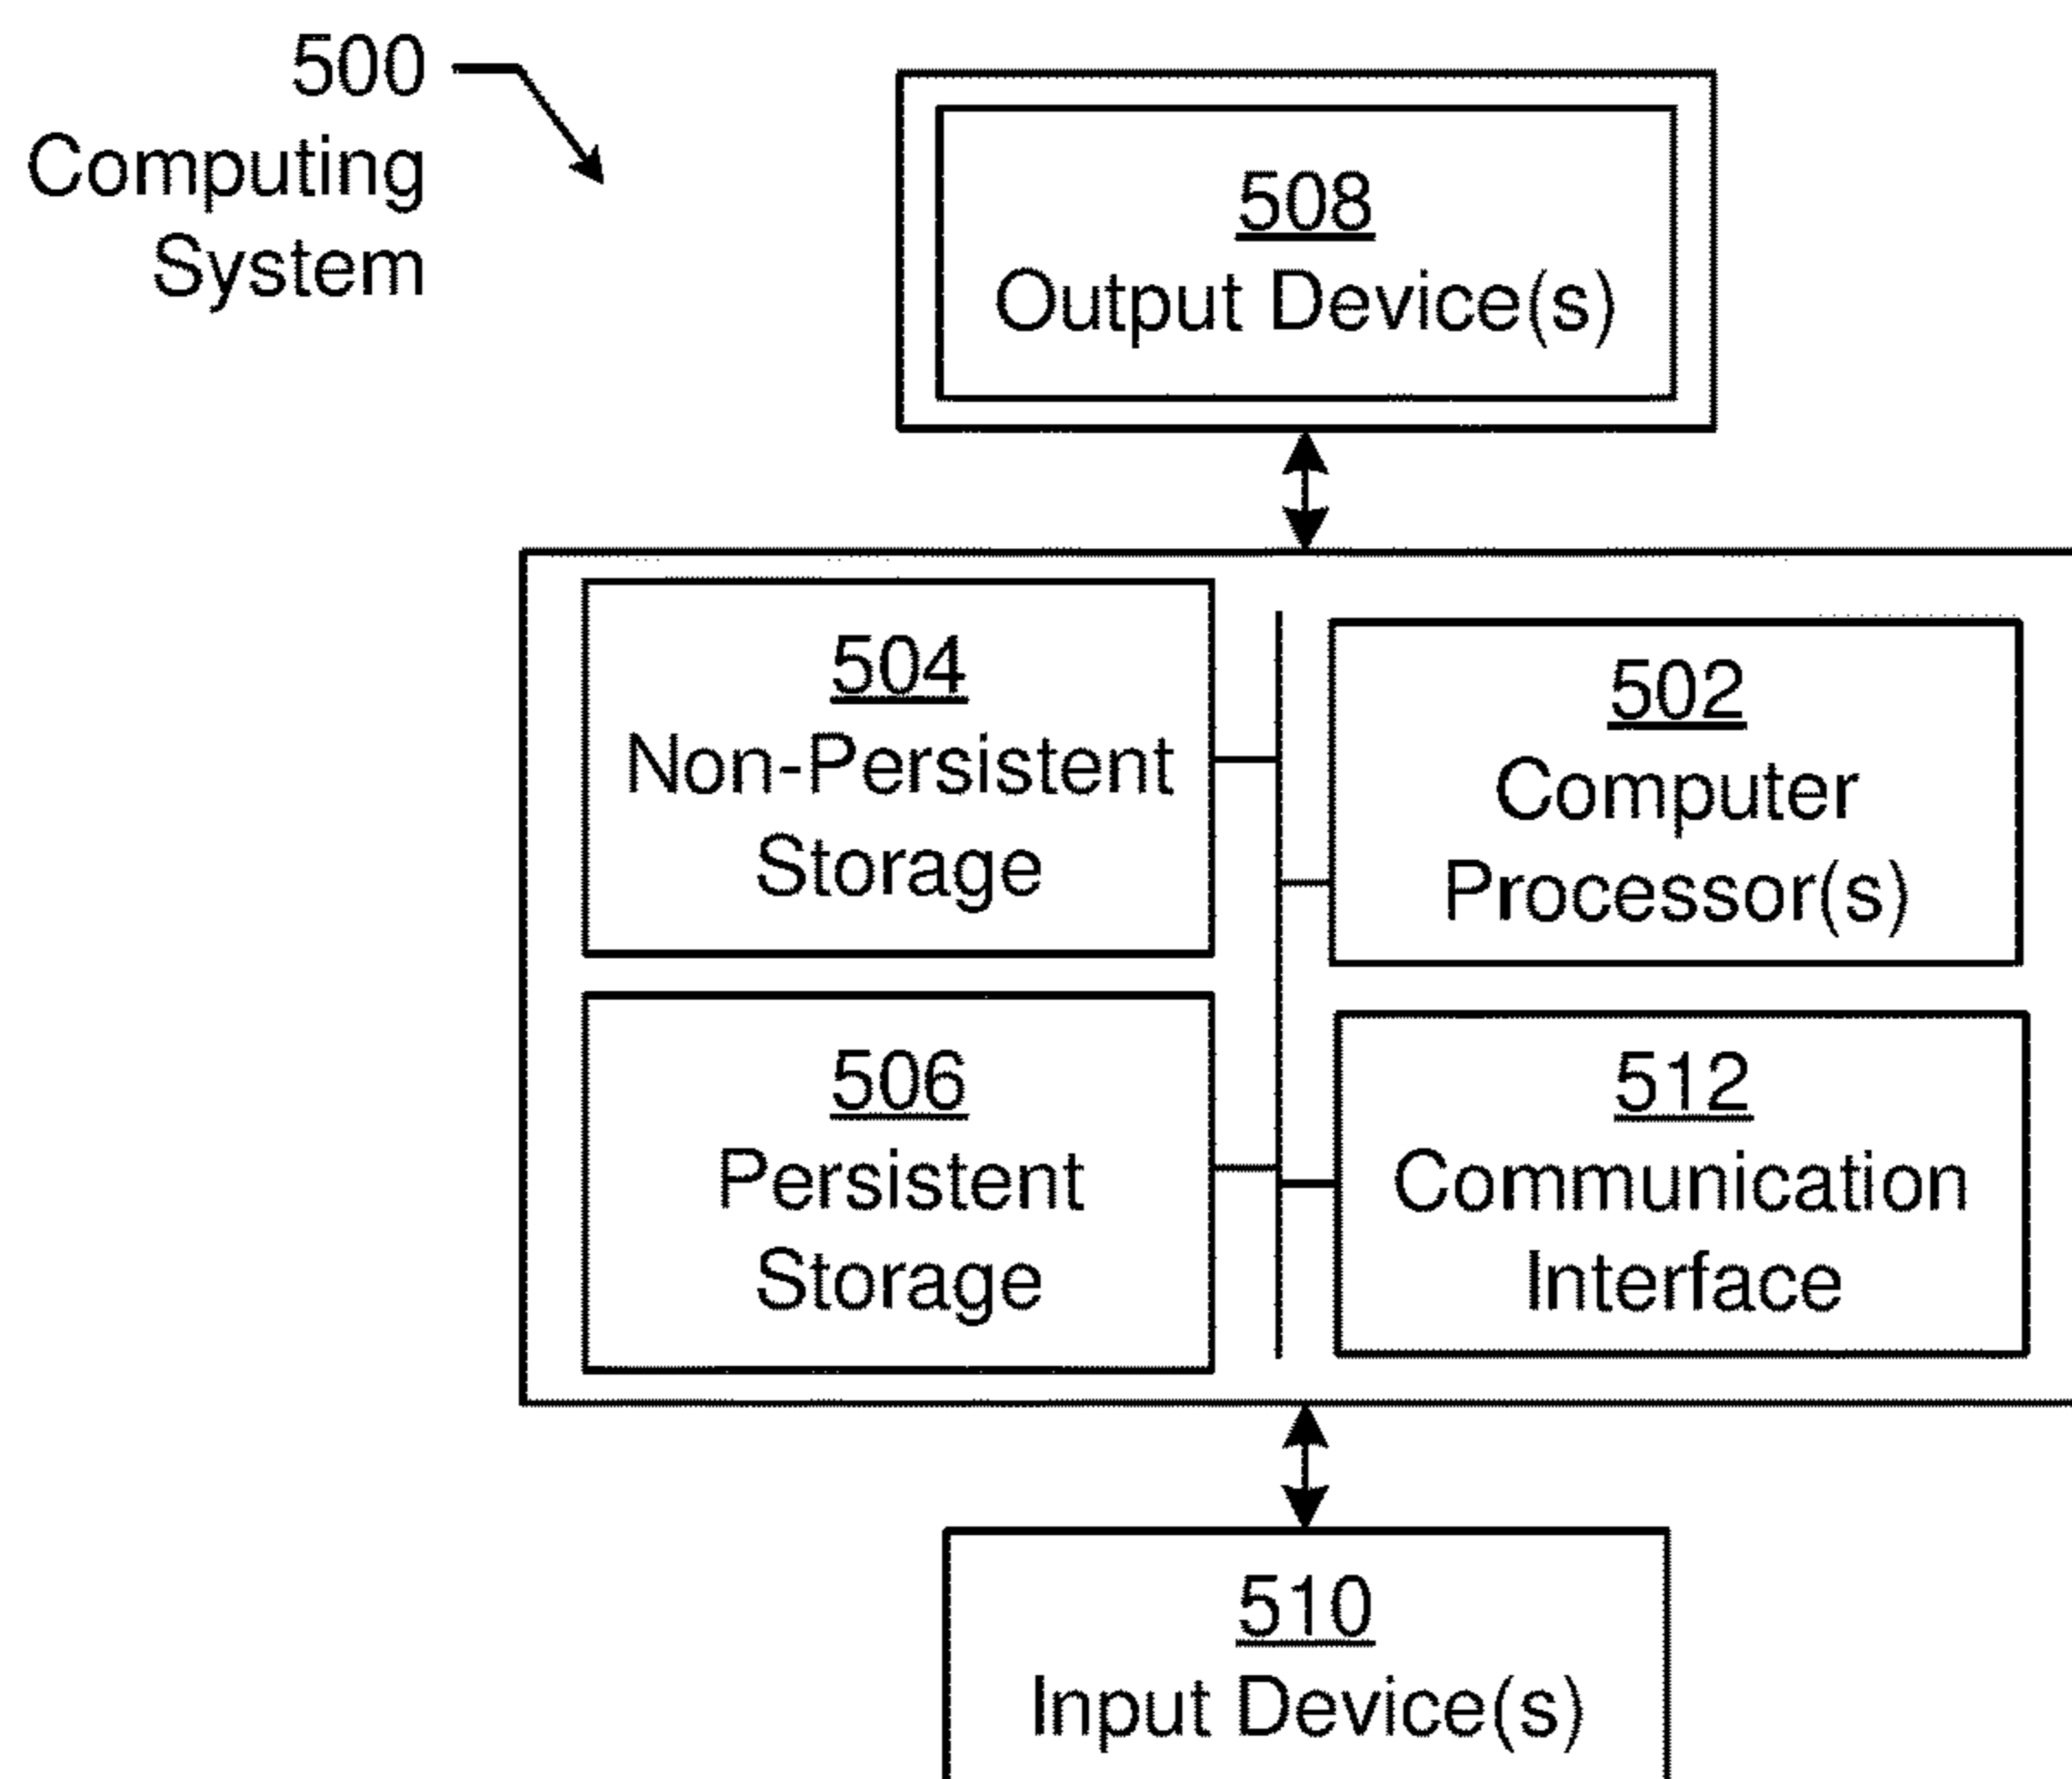 500
Computing
System
508
Output Device(s)
504
Non-Persistent
Storage
502
Computer
Processor(s)
506
Persistent
Storage
512
Communication
Interface
510
Input Device(s)